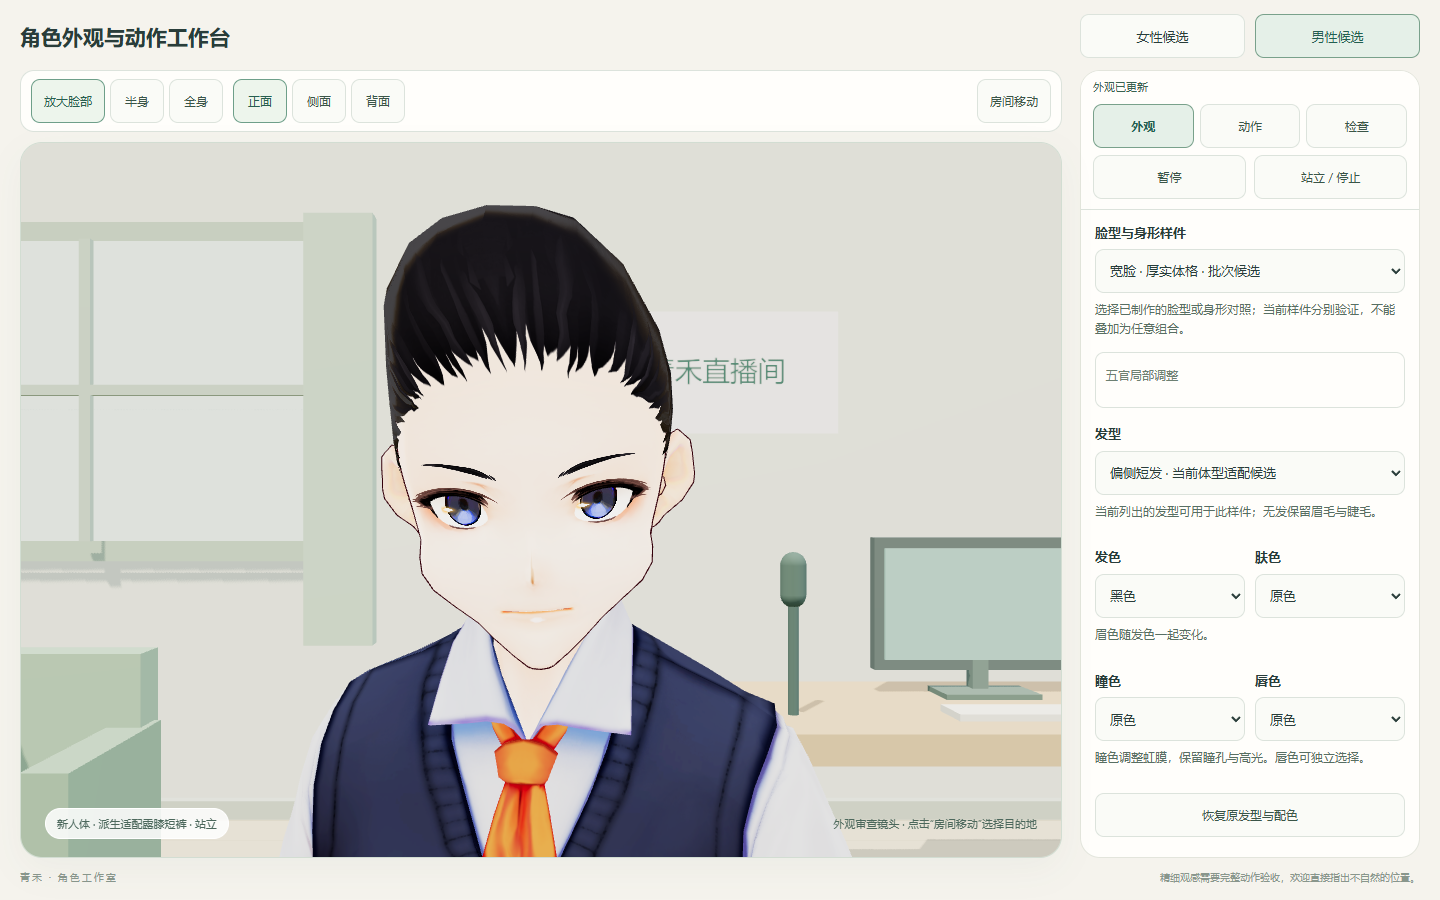 角色外观与动作工作台
女性候选
男性候选
放大脸部
半身
全身
正面
侧面
背面
房间移动
外观已更新
外观
动作
检查
暂停
站立 / 停止
脸型与身形样件
宽脸 · 厚实体格 · 批次候选
选择已制作的脸型或身形对照；当前样件分别验证，不能
叠加为任意组合。
五官局部调整
发型
偏侧短发 · 当前体型适配候选
当前列出的发型可用于此样件；无发保留眉毛与睫毛。
发色
肤色
黑色
原色
眉色随发色一起变化。
瞳色
唇色
原色
原色
瞳色调整虹膜，保留瞳孔与高光。唇色可独立选择。
恢复原发型与配色
禾直播间
新人体 · 派生适配露膝短裤 · 站立
外观审查镜头 · 点击“房间移动”选择目的地
青禾 · 角色工作室
精细观感需要完整动作验收，欢迎直接指出不自然的位置。